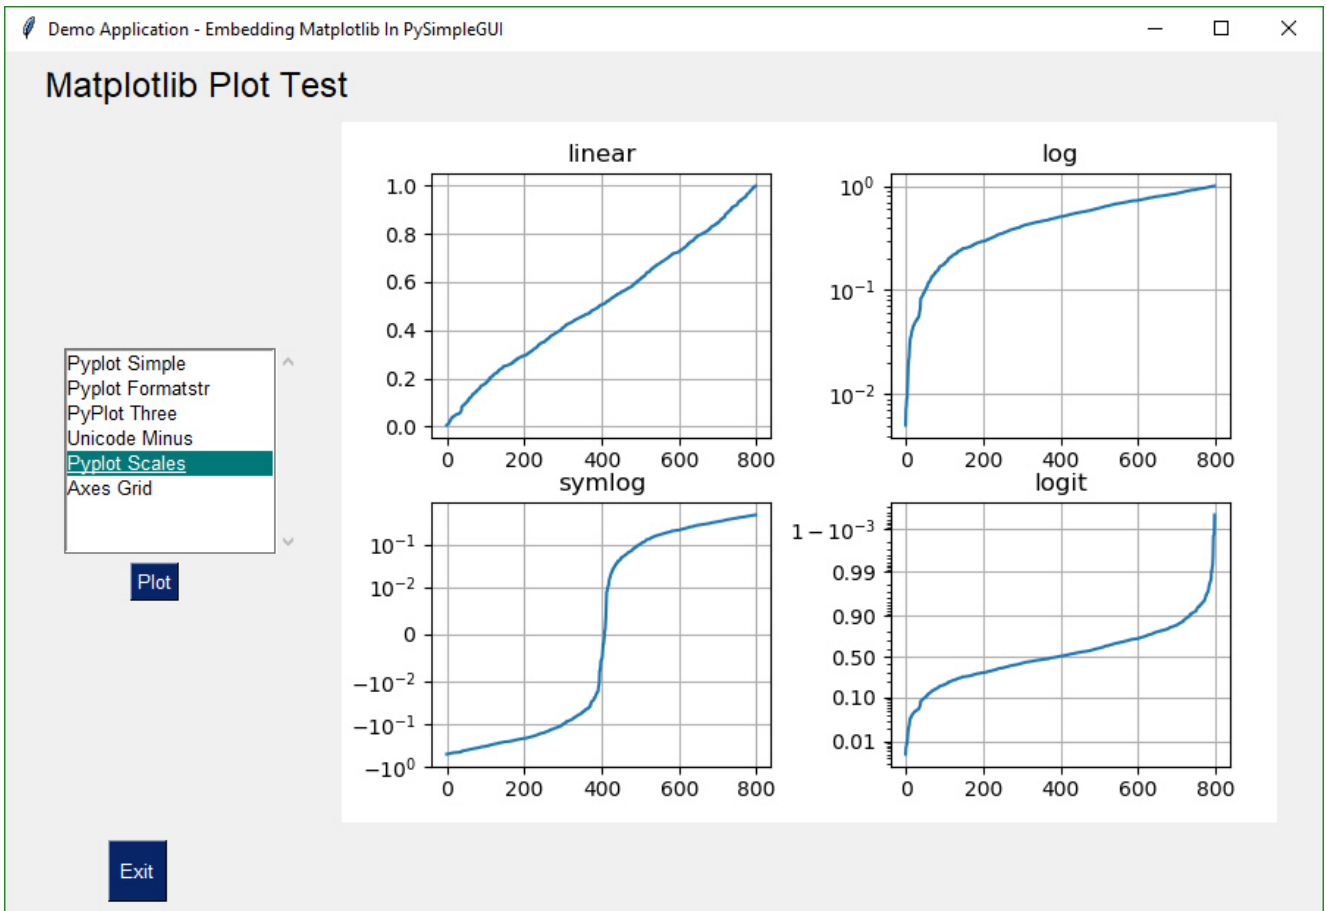 Demo Application - Embedding Matplotlib In PySimpleGUI
Matplotlib Plot Test
Pyplot Simple
Pyplot Formatstr
PyPlot Three
Unicode Minus
Pyplot Scales
Axes Grid
Plot
Exit
linear
1.0
0.8
0.6
0.4
0.2
0.0
0 200 400 600 800
log
10⁰
10⁻¹
10⁻²
0 200 400 600 800
symlog
10⁻¹
10⁻²
0
−10⁻²
−10⁻¹
−10⁰
0 200 400 600 800
logit
1 − 10⁻³
0.99
0.90
0.50
0.10
0.01
0 200 400 600 800